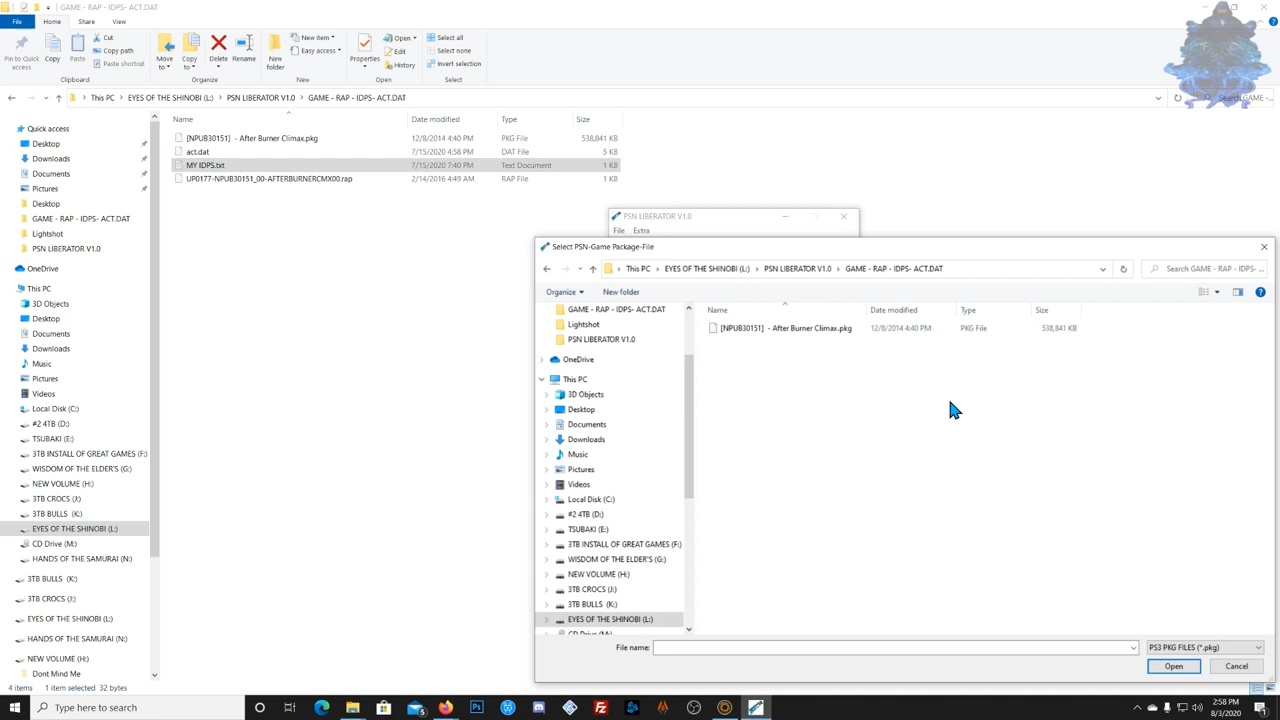 GAME - RAP - IDPS- ACT.DAT
File Home Share View
Pin to Quick access
Copy
Paste
Cut
Copy path
Paste shortcut
Move to
Copy to
Delete
Rename
New folder
New item
Easy access
Properties
Open
Edit
History
Select all
Select none
Invert selection
Clipboard Organize New Open Select
This PC > EYES OF THE SHINOBI (L:) > PSN LIBERATOR V1.0 > GAME - RAP - IDPS- ACT.DAT
Search GAME -...
Name Date modified Type Size
[NPUB30151] - After Burner Climax.pkg 12/8/2014 4:40 PM PKG File 538,841 KB
act.dat 7/15/2020 4:58 PM DAT File 5 KB
MY IDPS.txt 7/15/2020 7:40 PM Text Document 1 KB
UP0177-NPUB30151_00-AFTERBURNERCMX00.rap 2/14/2016 4:49 AM RAP File 1 KB
Quick access
Desktop
Downloads
Documents
Pictures
Desktop
GAME - RAP - IDPS- ACT.DAT
Lightshot
PSN LIBERATOR V1.0
OneDrive
This PC
3D Objects
Desktop
Documents
Downloads
Music
Pictures
Videos
Local Disk (C:)
#2 4TB (D:)
TSUBAKI (E:)
3TB INSTALL OF GREAT GAMES (F:)
WISDOM OF THE ELDER'S (G:)
NEW VOLUME (H:)
3TB CROCS (J:)
3TB BULLS (K:)
EYES OF THE SHINOBI (L:)
CD Drive (M:)
HANDS OF THE SAMURAI (N:)
3TB BULLS (K:)
3TB CROCS (J:)
EYES OF THE SHINOBI (L:)
HANDS OF THE SAMURAI (N:)
NEW VOLUME (H:)
Dont Mind Me
4 items 1 item selected 32 bytes
PSN LIBERATOR V1.0
File Extra
Select PSN-Game Package-File
This PC > EYES OF THE SHINOBI (L:) > PSN LIBERATOR V1.0 > GAME - RAP - IDPS- ACT.DAT
Search GAME - RAP - IDPS- ...
Organize New folder
Name Date modified Type Size
[NPUB30151] - After Burner Climax.pkg 12/8/2014 4:40 PM PKG File 538,841 KB
GAME - RAP - IDPS- ACT.DAT
Lightshot
PSN LIBERATOR V1.0
OneDrive
This PC
3D Objects
Desktop
Documents
Downloads
Music
Pictures
Videos
Local Disk (C:)
#2 4TB (D:)
TSUBAKI (E:)
3TB INSTALL OF GREAT GAMES (F:)
WISDOM OF THE ELDER'S (G:)
NEW VOLUME (H:)
3TB CROCS (J:)
3TB BULLS (K:)
EYES OF THE SHINOBI (L:)
CD Drive (M:)
File name:
PS3 PKG FILES (*.pkg)
Open Cancel
Type here to search
2:58 PM
8/3/2020